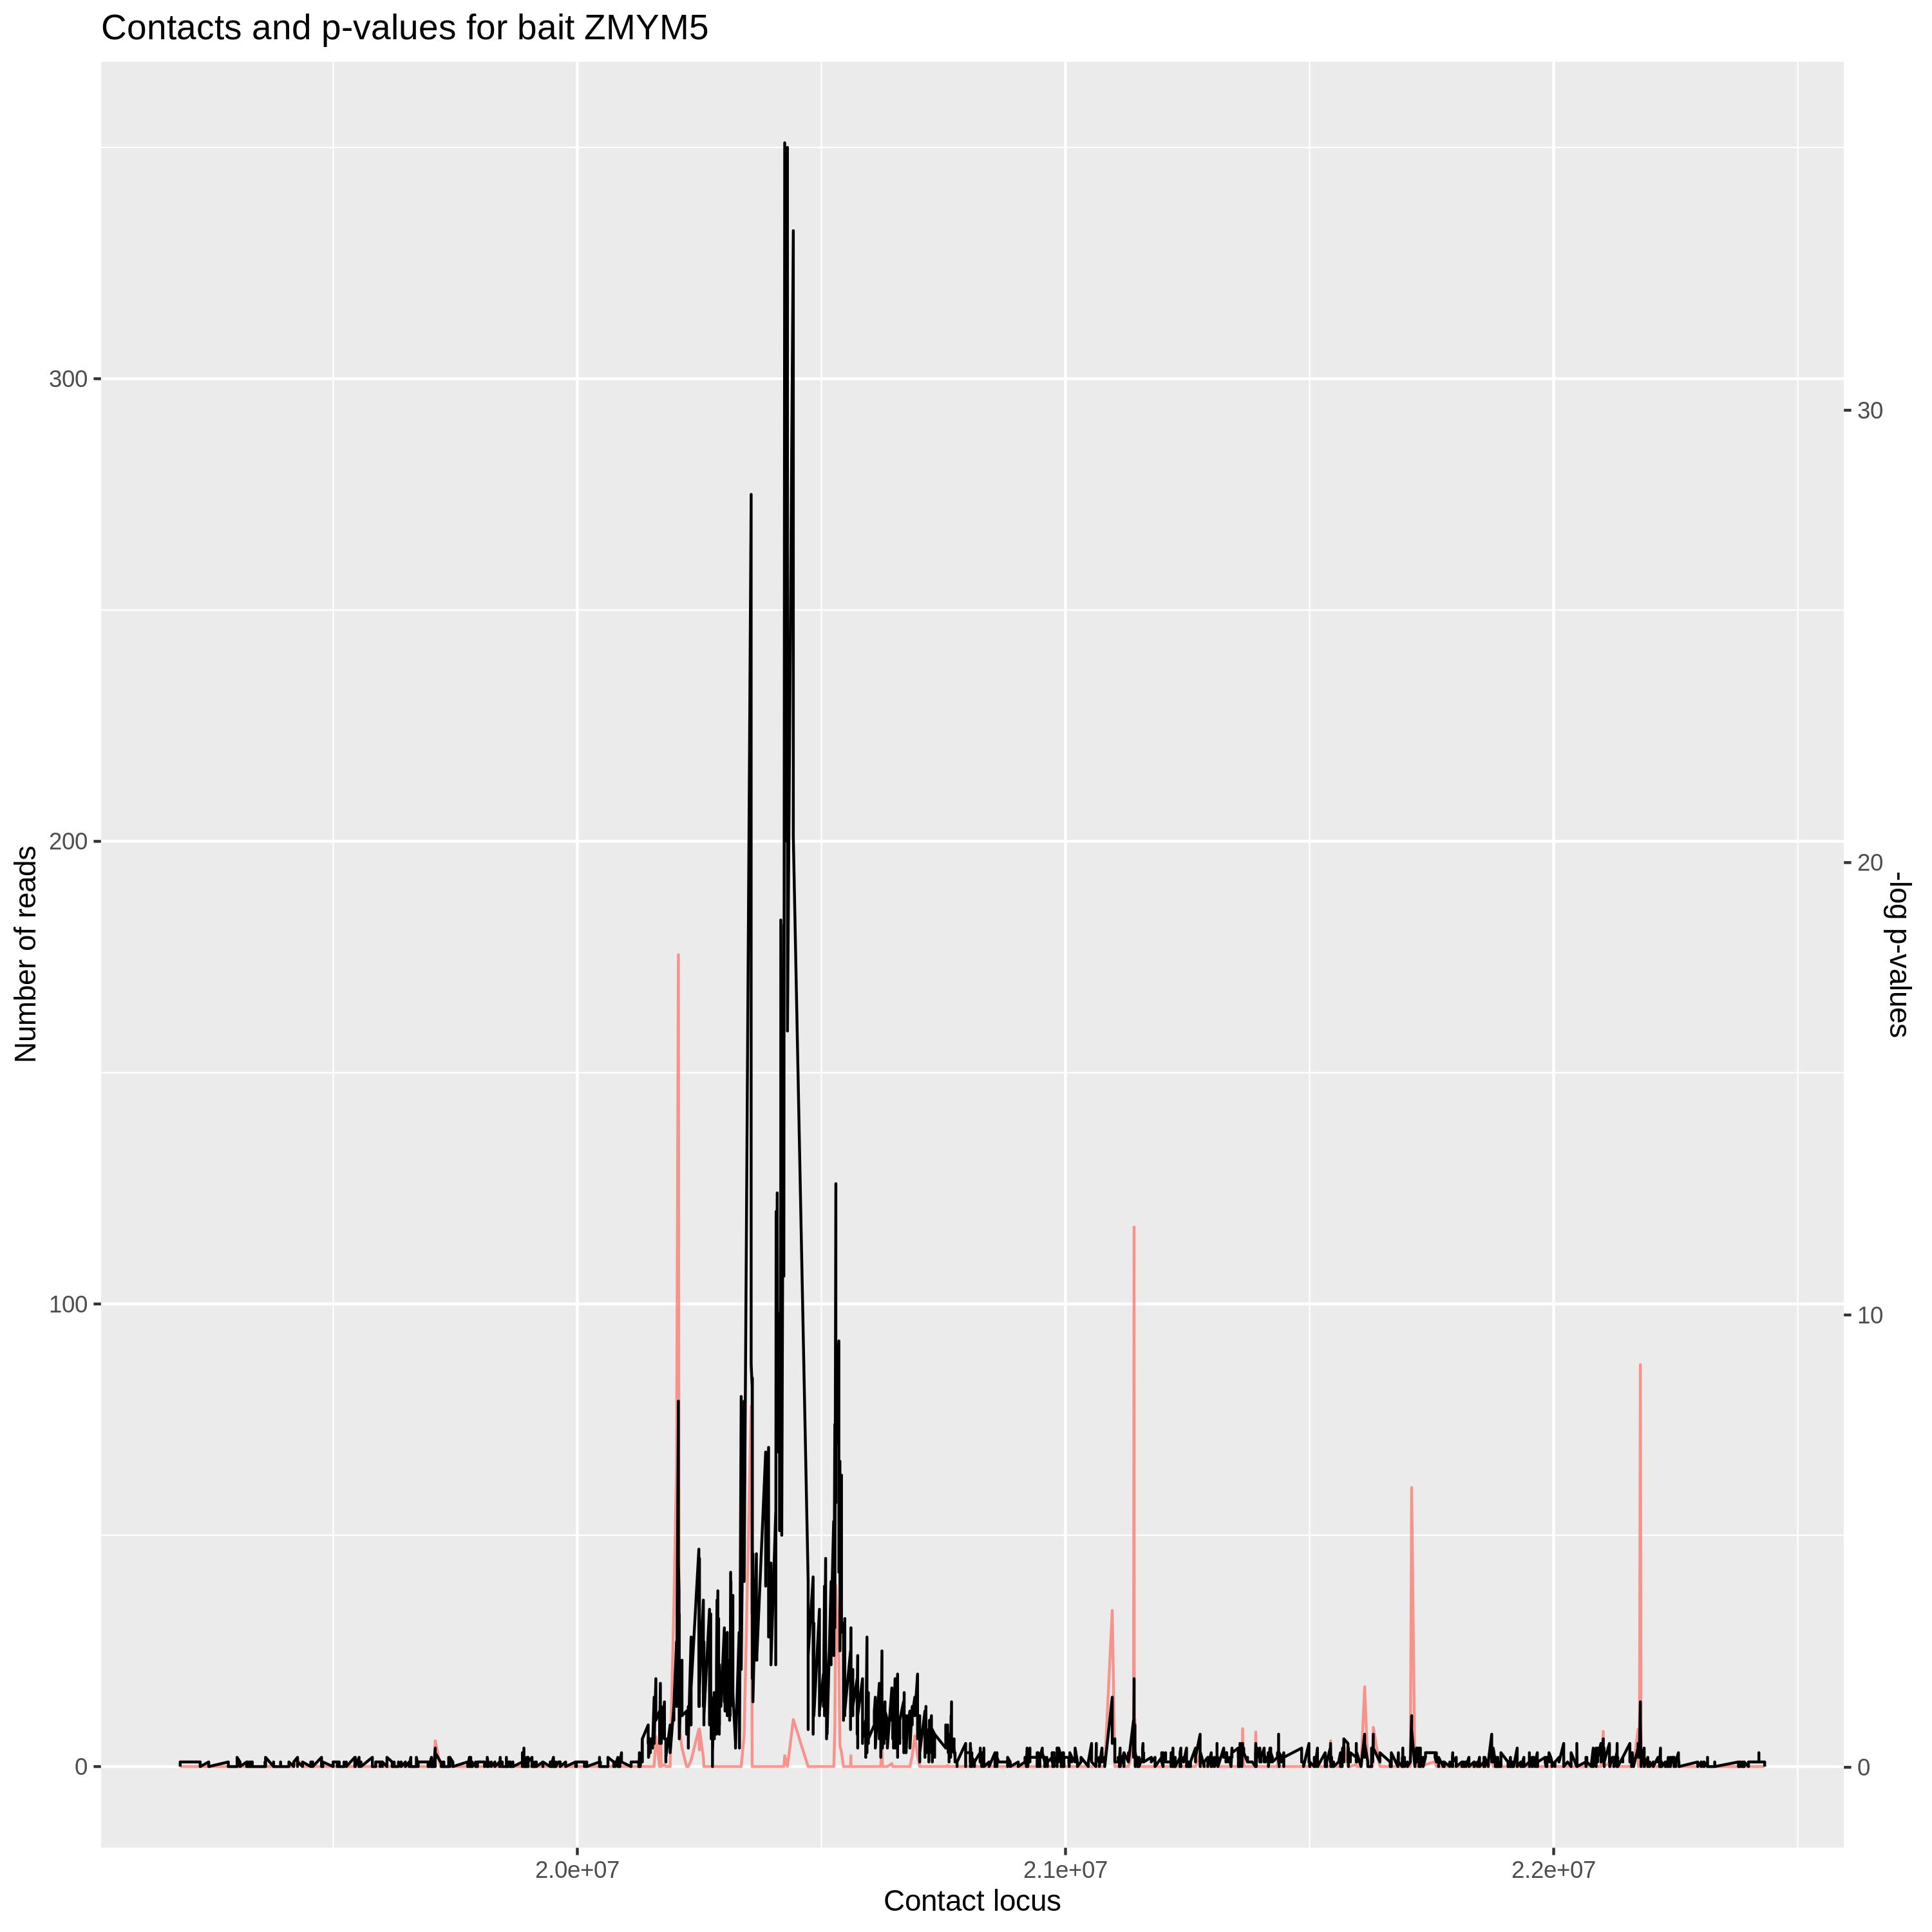 Contacts and p-values for bait ZMYM5
Number of reads
300
200
100
0
30
20
10
0
-log p-values
2.0e+07
2.1e+07
2.2e+07
Contact locus